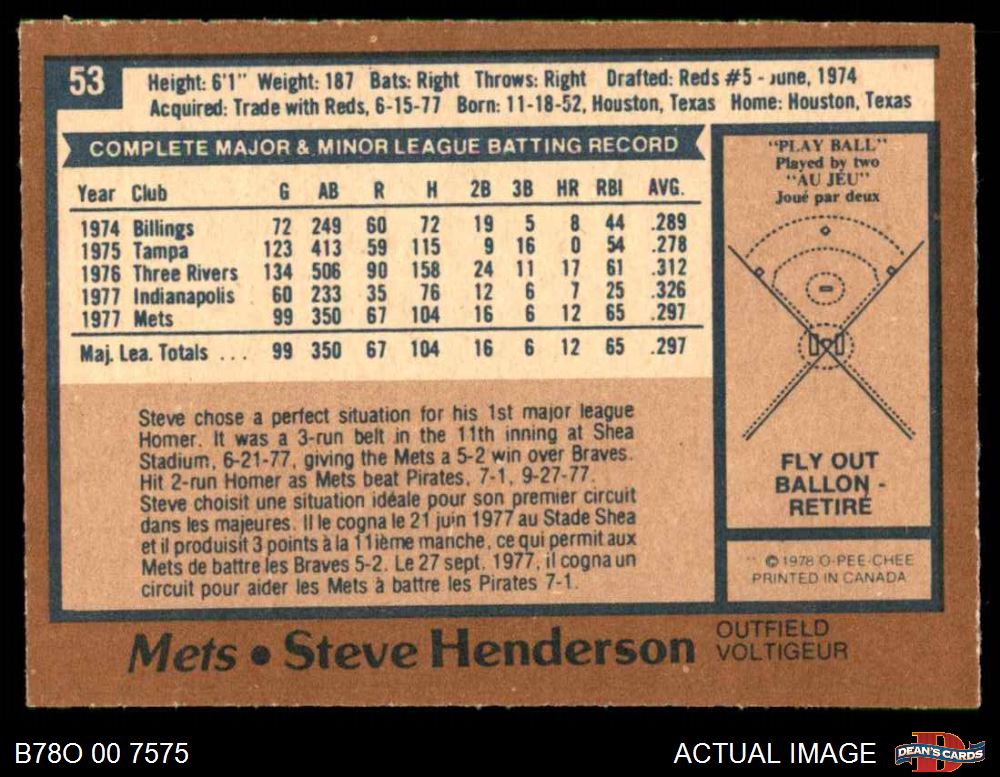 53
Height: 6'1" Weight: 187 Bats: Right Throws: Right Drafted: Reds #5 - June, 1974
Acquired: Trade with Reds, 6-15-77 Born: 11-18-52, Houston, Texas Home: Houston, Texas
COMPLETE MAJOR & MINOR LEAGUE BATTING RECORD
Year Club G AB R H 2B 3B HR RBI AVG.
1974 Billings 72 249 60 72 19 5 8 44 .289
1975 Tampa 123 413 59 115 9 16 0 54 .278
1976 Three Rivers 134 506 90 158 24 11 17 61 .312
1977 Indianapolis 60 233 35 76 12 6 7 25 .326
1977 Mets 99 350 67 104 16 6 12 65 .297
Maj. Lea. Totals ... 99 350 67 104 16 6 12 65 .297
Steve chose a perfect situation for his 1st major league
Homer. It was a 3-run belt in the 11th inning at Shea
Stadium, 6-21-77, giving the Mets a 5-2 win over Braves.
Hit 2-run Homer as Mets beat Pirates, 7-1, 9-27-77.
Steve choisit une situation idéale pour son premier circuit
dans les majeures. Il le cogna le 21 juin 1977 au Stade Shea
et il produisit 3 points à la 11ième manche, ce qui permit aux
Mets de battre les Braves 5-2. Le 27 sept. 1977, il cogna un
circuit pour aider les Mets à battre les Pirates 7-1.
"PLAY BALL"
Played by two
"AU JEU"
Joué par deux
FLY OUT
BALLON -
RETIRÉ
© 1978 O-PEE-CHEE
PRINTED IN CANADA
Mets • Steve Henderson
OUTFIELD
VOLTIGEUR
B78O 00 7575
ACTUAL IMAGE
DEAN'S CARDS